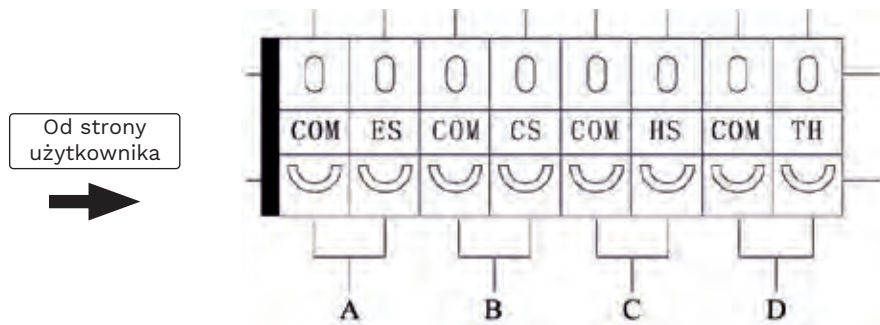 Od strony
użytkownika
COM ES COM CS COM HS COM TH
A B C D